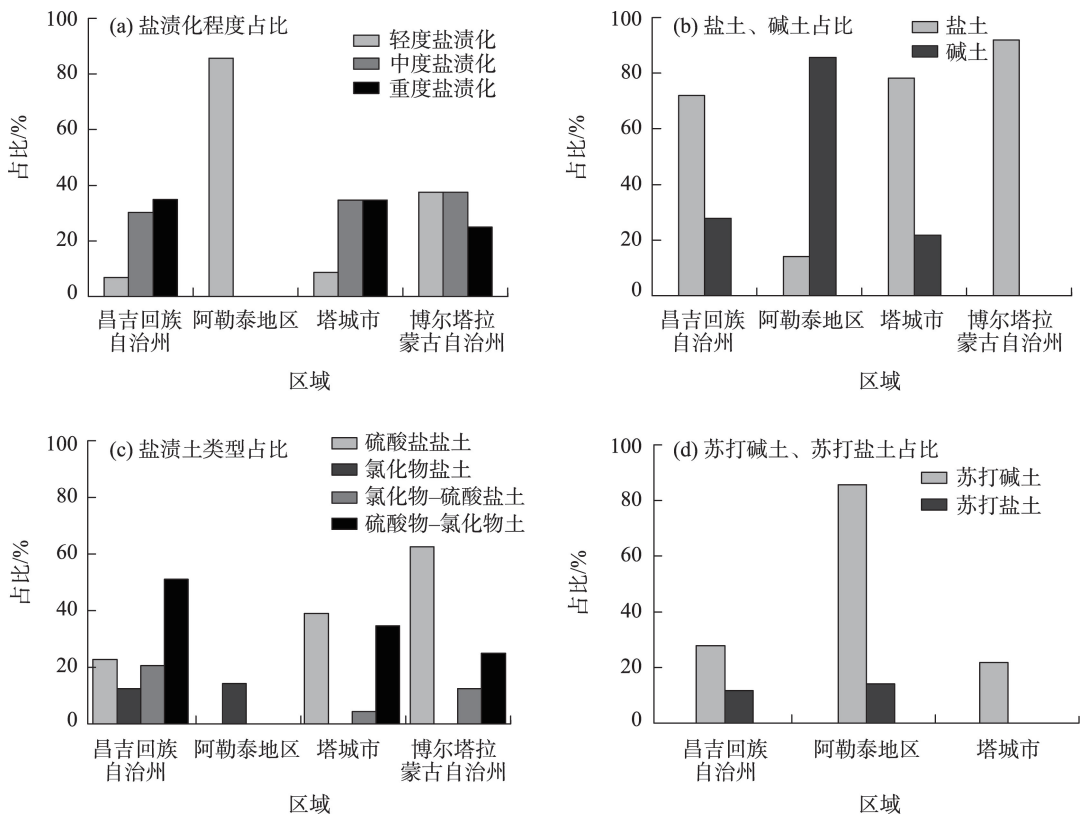 (a) 盐渍化程度占比
轻度盐渍化
中度盐渍化
重度盐渍化
占比/%
100
80
60
40
20
0
昌吉回族
自治州
阿勒泰地区
塔城市
博尔塔拉
蒙古自治州
区域
(b) 盐土、碱土占比
盐土
碱土
占比/%
100
80
60
40
20
0
昌吉回族
自治州
阿勒泰地区
塔城市
博尔塔拉
蒙古自治州
区域
(c) 盐渍土类型占比
硫酸盐盐土
氯化物盐土
氯化物–硫酸盐土
硫酸物–氯化物土
占比/%
100
80
60
40
20
0
昌吉回族
自治州
阿勒泰地区
塔城市
博尔塔拉
蒙古自治州
区域
(d) 苏打碱土、苏打盐土占比
苏打碱土
苏打盐土
占比/%
100
80
60
40
20
0
昌吉回族
自治州
阿勒泰地区
塔城市
区域